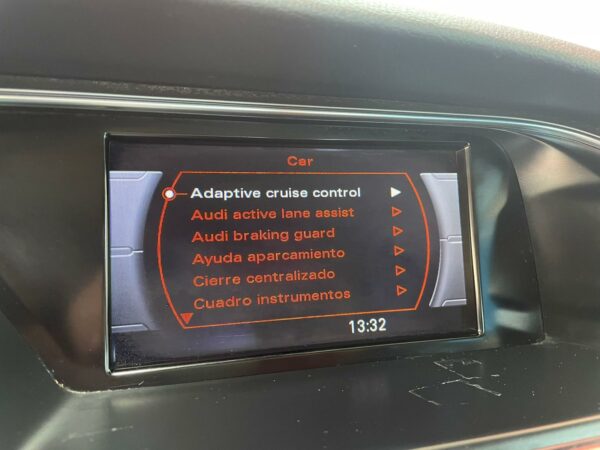 Car
Adaptive cruise control
Audi active lane assist
Audi braking guard
Ayuda aparcamiento
Cierre centralizado
Cuadro instrumentos
13:32